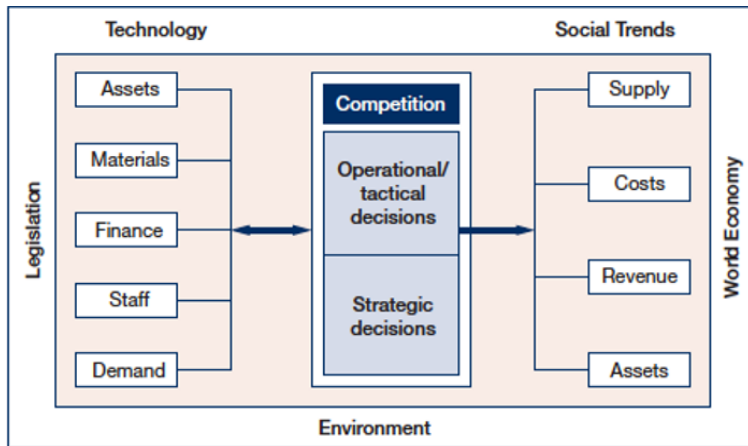 Technology
Social Trends
Legislation
Assets
Materials
Finance
Staff
Demand
Competition
Operational/
tactical decisions
Strategic
decisions
Supply
Costs
Revenue
Assets
World Economy
Environment